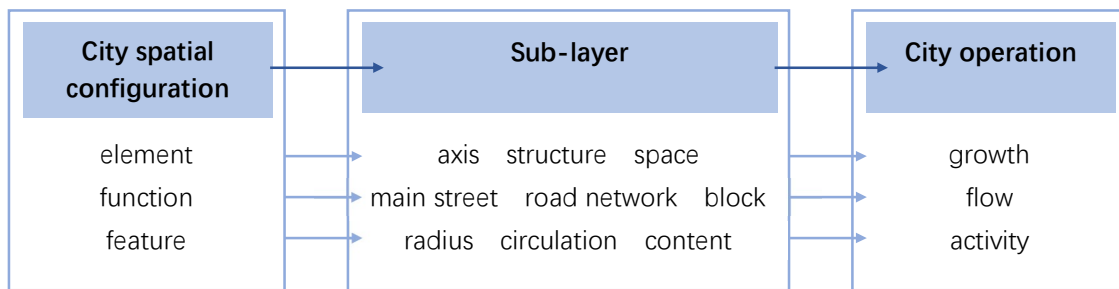 City spatial configuration
Sub-layer
City operation
element
axis structure space
growth
function
main street road network block
flow
feature
radius circulation content
activity